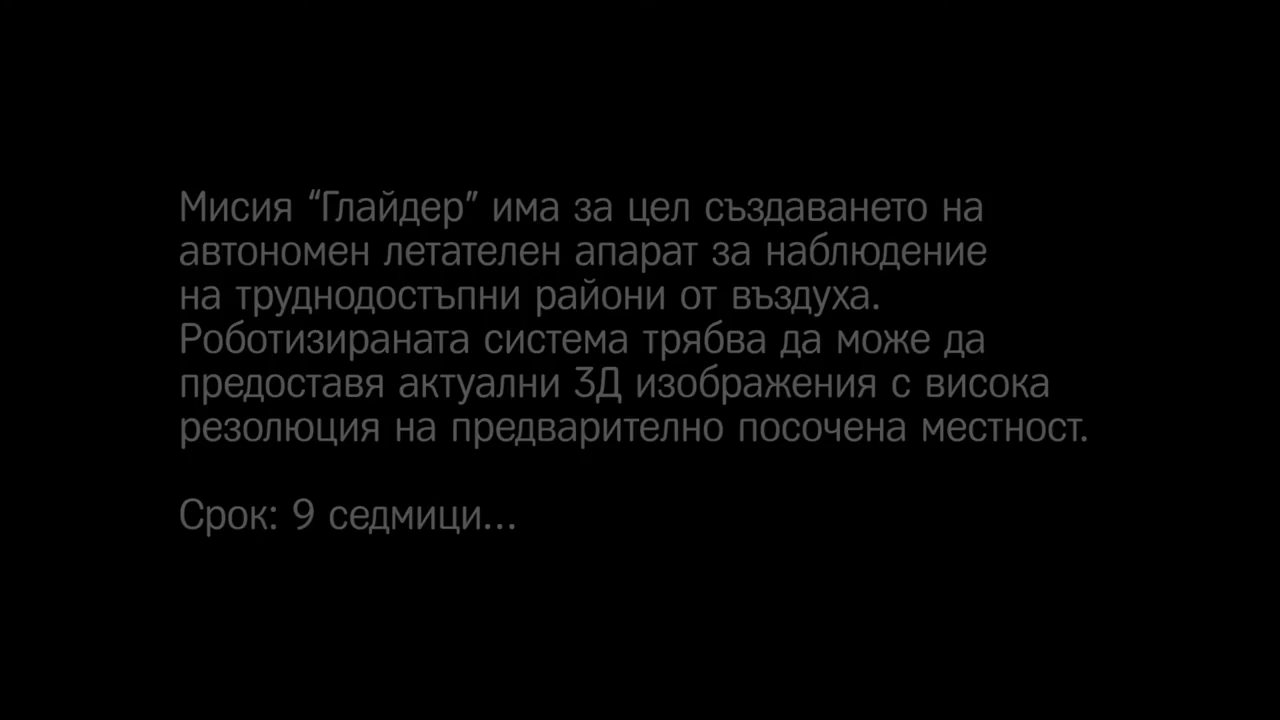 Мисия “Глайдер” има за цел създаването на
автономен летателен апарат за наблюдение
на труднодостъпни райони от въздуха.
Роботизираната система трябва да може да
предоставя актуални 3Д изображения с висока
резолюция на предварително посочена местност.
Срок: 9 седмици...